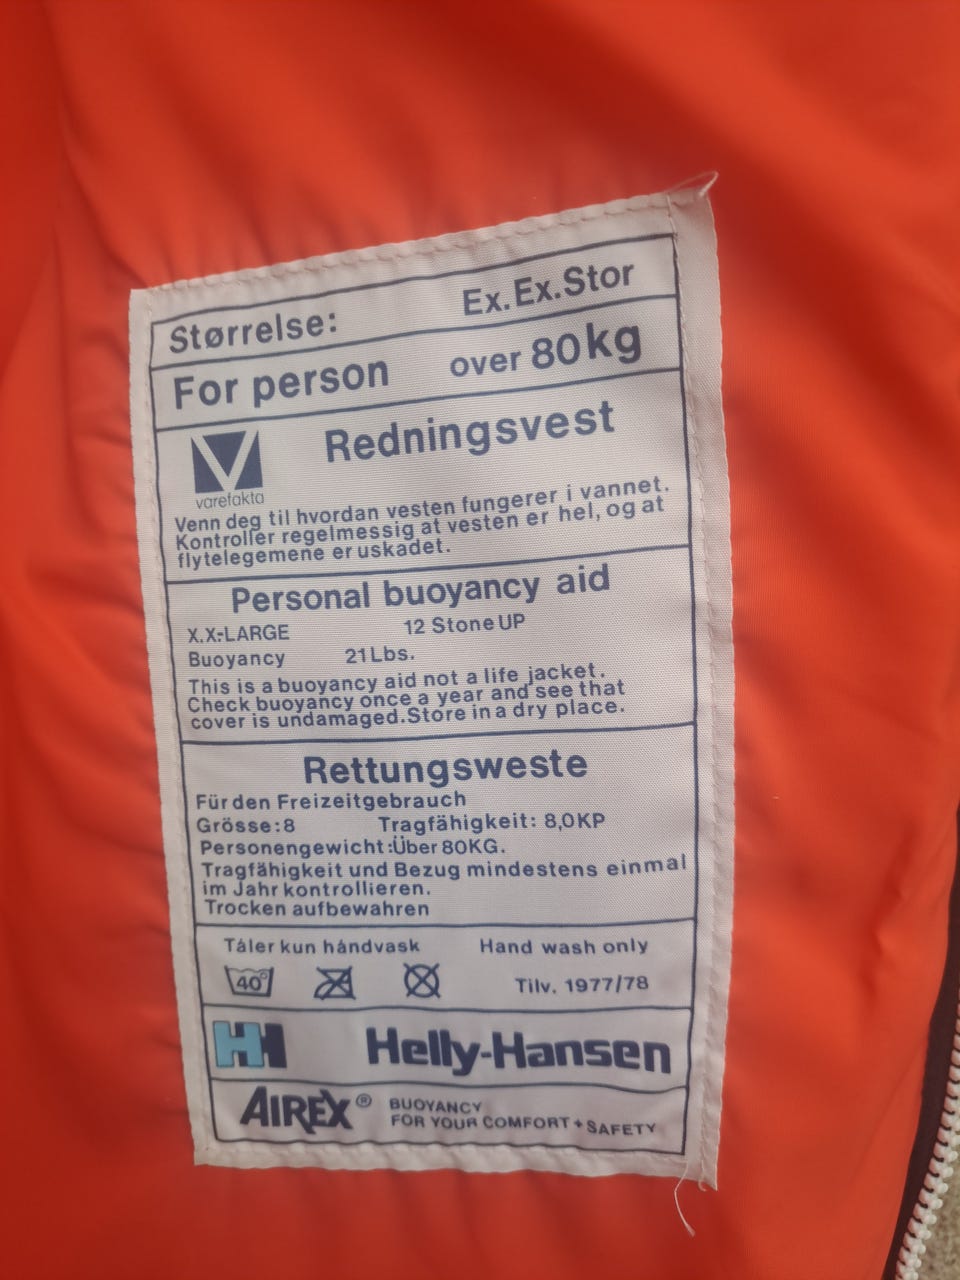 Størrelse: Ex.Ex.Stor
For person over 80kg
Redningsvest
varefakta
Venn deg til hvordan vesten fungerer i vannet.
Kontroller regelmessig at vesten er hel, og at
flytelegemene er uskadet.
Personal buoyancy aid
X.X-LARGE 12 Stone UP
Buoyancy 21 Lbs.
This is a buoyancy aid not a life jacket.
Check buoyancy once a year and see that
cover is undamaged. Store in a dry place.
Rettungsweste
Für den Freizeitgebrauch
Grösse: 8 Tragfähigkeit: 8,0KP
Personengewicht: Über 80KG.
Tragfähigkeit und Bezug mindestens einmal
im Jahr kontrollieren.
Trocken aufbewahren
Tåler kun håndvask Hand wash only
40° Tilv. 1977/78
HH Helly-Hansen
AIREX® BUOYANCY
FOR YOUR COMFORT + SAFETY